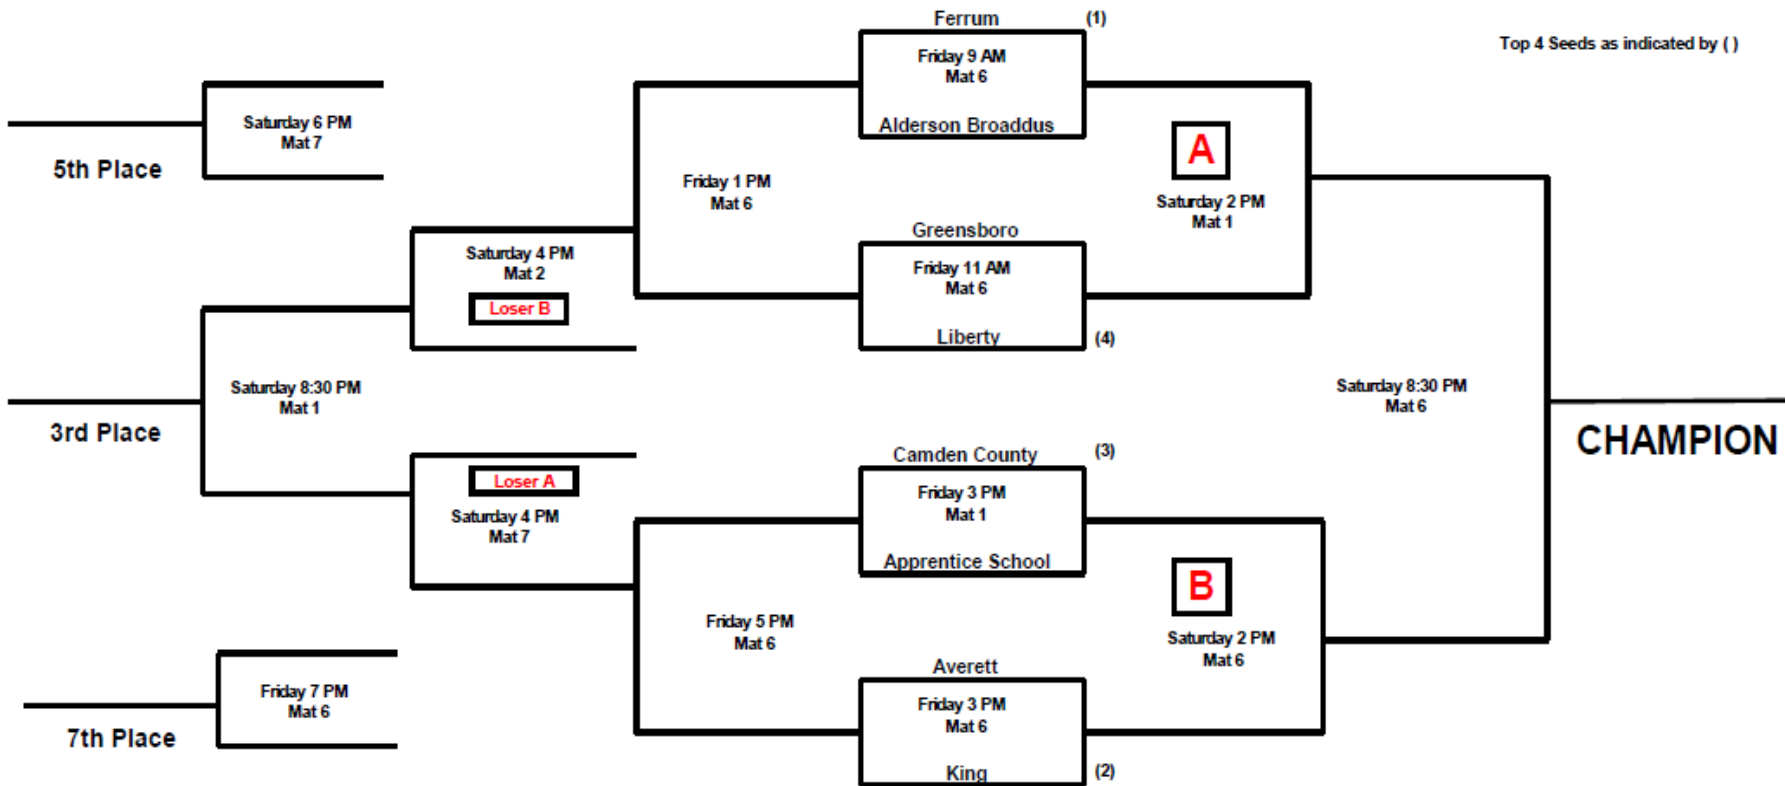 Ferrum (1)
Top 4 Seeds as indicated by ( )
Friday 9 AM
Mat 6
Alderson Broaddus
Saturday 6 PM
Mat 7
5th Place
A
Friday 1 PM
Mat 6
Saturday 2 PM
Mat 1
Greensboro
Saturday 4 PM
Mat 2
Loser B
Friday 11 AM
Mat 6
Liberty (4)
Saturday 8:30 PM
Mat 1
3rd Place
Saturday 8:30 PM
Mat 6
CHAMPION
Camden County (3)
Loser A
Saturday 4 PM
Mat 7
Friday 3 PM
Mat 1
Apprentice School
B
Friday 5 PM
Mat 6
Saturday 2 PM
Mat 6
Averett
Friday 7 PM
Mat 6
7th Place
Friday 3 PM
Mat 6
King (2)